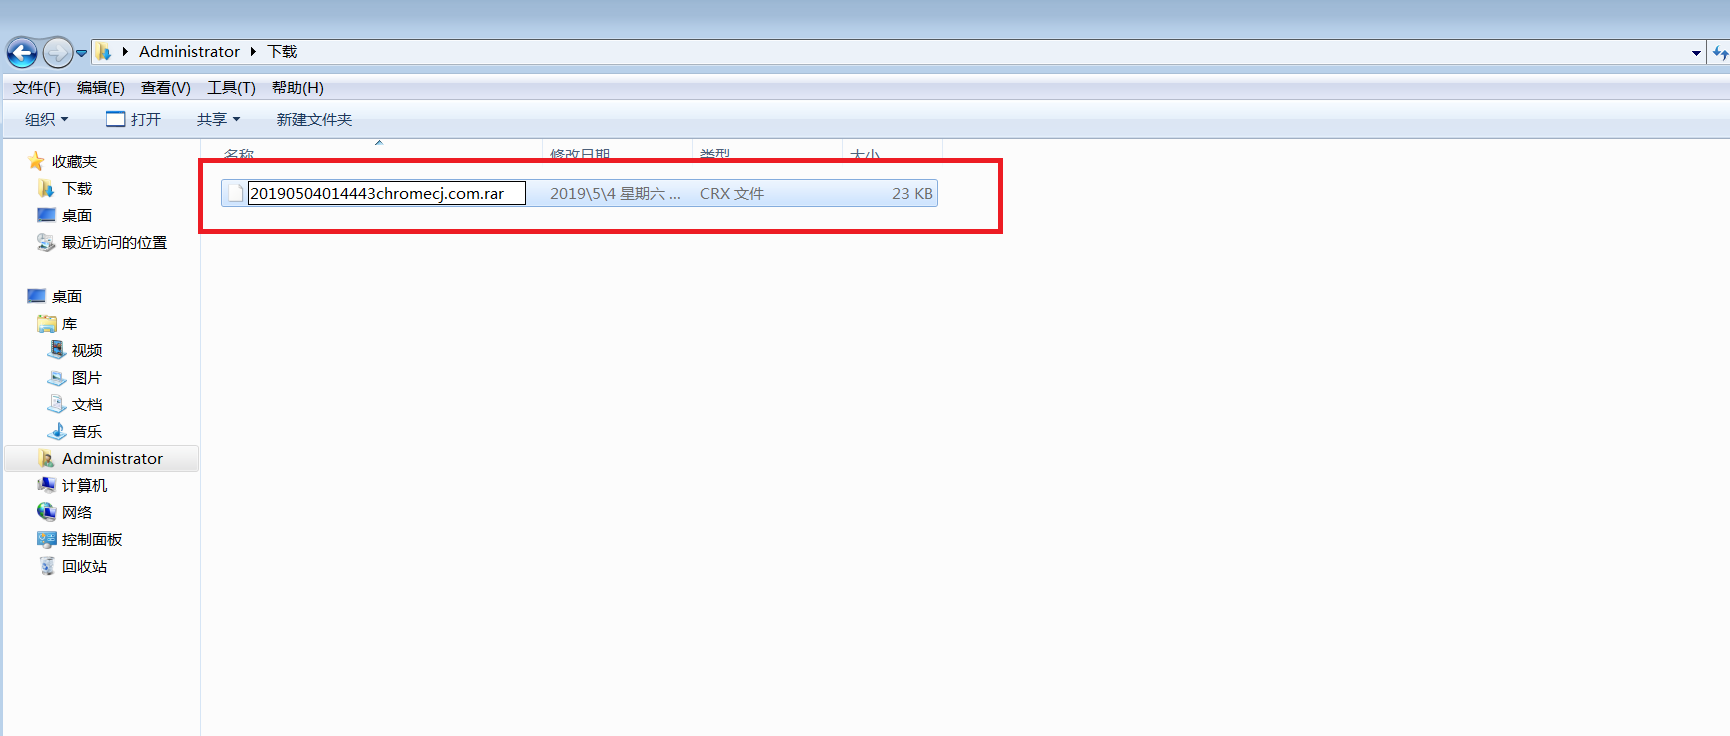 Administrator 下载
文件(F) 编辑(E) 查看(V) 工具(T) 帮助(H)
组织 打开 共享 新建文件夹
名称 修改日期 类型 大小
20190504014443chromecj.com.rar 2019\5\4 星期六 ... CRX 文件 23 KB
收藏夹
下载
桌面
最近访问的位置
桌面
库
视频
图片
文档
音乐
Administrator
计算机
网络
控制面板
回收站